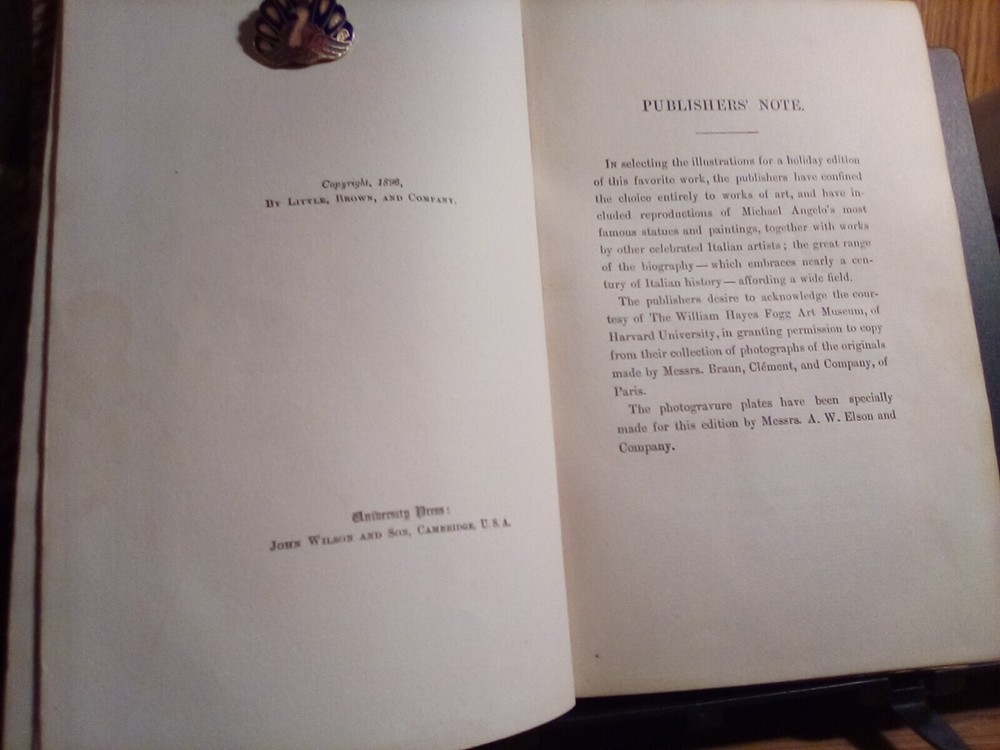 Copyright, 1896,
By Little, Brown, and Company.
University Press:
John Wilson and Son, Cambridge, U.S.A.
PUBLISHERS' NOTE.
In selecting the illustrations for a holiday edition
of this favorite work, the publishers have confined
the choice entirely to works of art, and have in-
cluded reproductions of Michael Angelo's most
famous statues and paintings, together with works
by other celebrated Italian artists; the great range
of the biography—which embraces nearly a cen-
tury of Italian history—affording a wide field.
The publishers desire to acknowledge the cour-
tesy of The William Hayes Fogg Art Museum, of
Harvard University, in granting permission to copy
from their collection of photographs of the originals
made by Messrs. Braun, Clément, and Company, of
Paris.
The photogravure plates have been specially
made for this edition by Messrs. A. W. Elson and
Company.